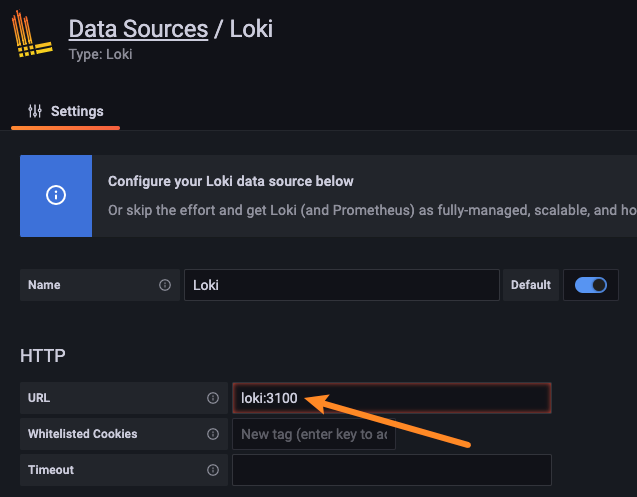 Data Sources / Loki
Type: Loki
Settings
Configure your Loki data source below
Or skip the effort and get Loki (and Prometheus) as fully-managed, scalable, and ho
Name Loki Default
HTTP
URL loki:3100
Whitelisted Cookies New tag (enter key to ac
Timeout